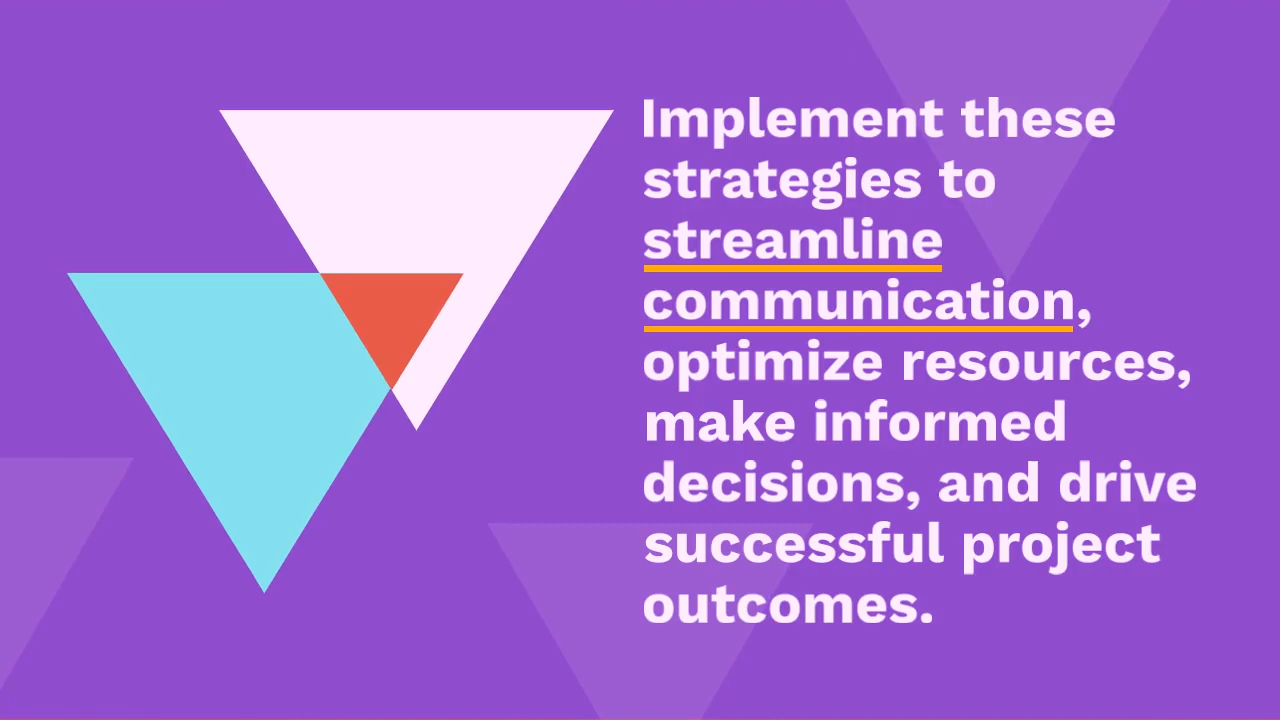 Implement these
strategies to
streamline
communication,
optimize resources,
make informed
decisions, and drive
successful project
outcomes.